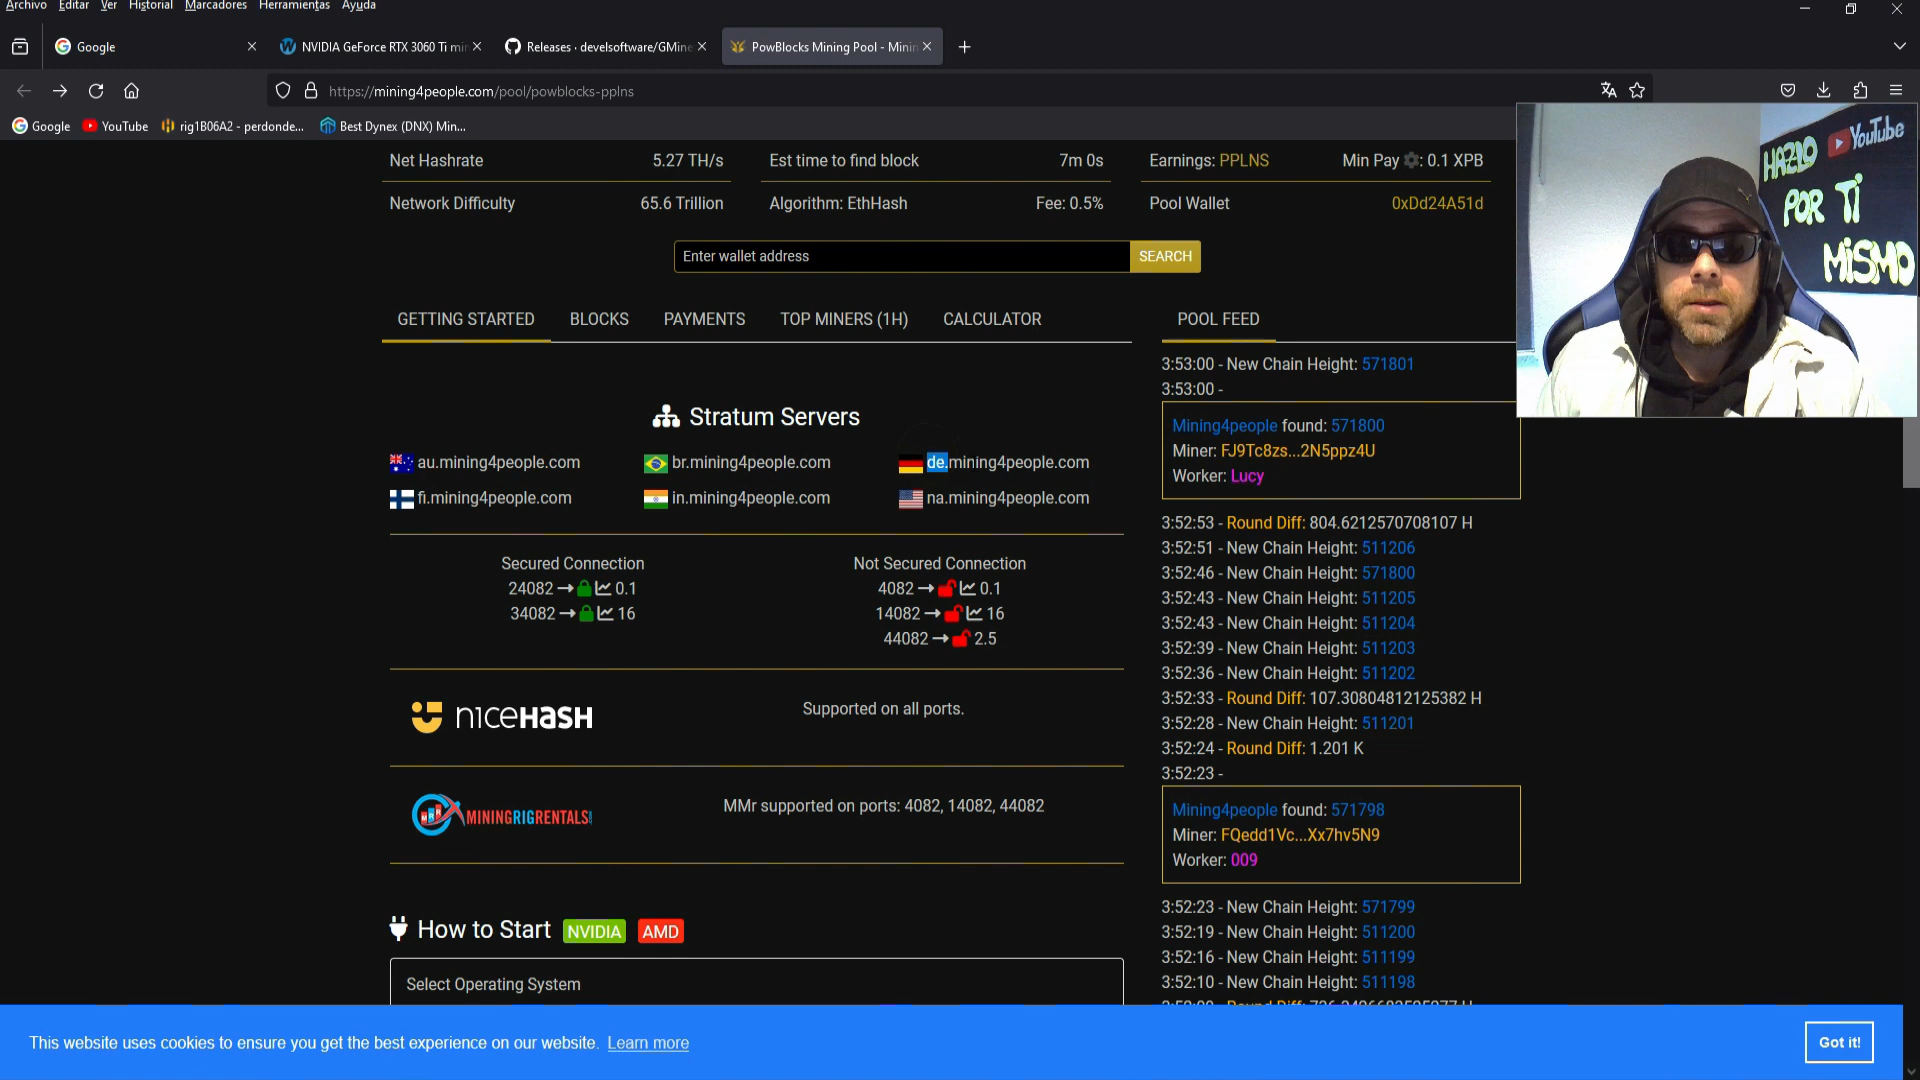 Archivo Editar Ver Historial Marcadores Herramientas Ayuda
Google
NVIDIA GeForce RTX 3060 Ti mi
Releases · develsoftware/GMine
PowBlocks Mining Pool - Minin
https://mining4people.com/pool/powblocks-pplns
Google YouTube rig1B06A2 - perdonde... Best Dynex (DNX) Min...
Net Hashrate 5.27 TH/s
Est time to find block 7m 0s
Earnings: PPLNS Min Pay : 0.1 XPB
Network Difficulty 65.6 Trillion
Algorithm: EthHash Fee: 0.5%
Pool Wallet 0xDd24A51d
Enter wallet address SEARCH
GETTING STARTED BLOCKS PAYMENTS TOP MINERS (1H) CALCULATOR
Stratum Servers
au.mining4people.com br.mining4people.com de.mining4people.com
fi.mining4people.com in.mining4people.com na.mining4people.com
Secured Connection
24082 → 0.1
34082 → 16
Not Secured Connection
4082 → 0.1
14082 → 16
44082 → 2.5
nicehash
Supported on all ports.
MRR MININGRIGRENTALS
MMr supported on ports: 4082, 14082, 44082
How to Start NVIDIA AMD
Select Operating System
POOL FEED
3:53:00 - New Chain Height: 571801
3:53:00 -
Mining4people found: 571800
Miner: FJ9Tc8zs...2N5ppz4U
Worker: Lucy
3:52:53 - Round Diff: 804.6212570708107 H
3:52:51 - New Chain Height: 511206
3:52:46 - New Chain Height: 571800
3:52:43 - New Chain Height: 511205
3:52:43 - New Chain Height: 511204
3:52:39 - New Chain Height: 511203
3:52:36 - New Chain Height: 511202
3:52:33 - Round Diff: 107.30804812125382 H
3:52:28 - New Chain Height: 511201
3:52:24 - Round Diff: 1.201 K
3:52:23 -
Mining4people found: 571798
Miner: FQedd1Vc...Xx7hv5N9
Worker: 009
3:52:23 - New Chain Height: 571799
3:52:19 - New Chain Height: 511200
3:52:16 - New Chain Height: 511199
3:52:10 - New Chain Height: 511198
YouTube
HAZLO
POR TI
MISMO
This website uses cookies to ensure you get the best experience on our website. Learn more
Got it!